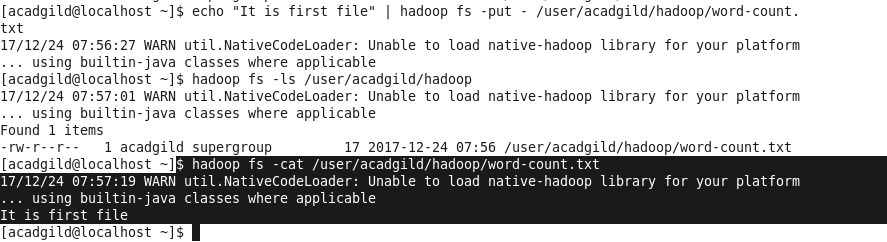 [acadgild@localhost ~]$ echo "It is first file" | hadoop fs -put - /user/acadgild/hadoop/word-count.
txt
17/12/24 07:56:27 WARN util.NativeCodeLoader: Unable to load native-hadoop library for your platform
... using builtin-java classes where applicable
[acadgild@localhost ~]$ hadoop fs -ls /user/acadgild/hadoop
17/12/24 07:57:01 WARN util.NativeCodeLoader: Unable to load native-hadoop library for your platform
... using builtin-java classes where applicable
Found 1 items
-rw-r--r--   1 acadgild supergroup         17 2017-12-24 07:56 /user/acadgild/hadoop/word-count.txt
[acadgild@localhost ~]$ hadoop fs -cat /user/acadgild/hadoop/word-count.txt
17/12/24 07:57:19 WARN util.NativeCodeLoader: Unable to load native-hadoop library for your platform
... using builtin-java classes where applicable
It is first file
[acadgild@localhost ~]$